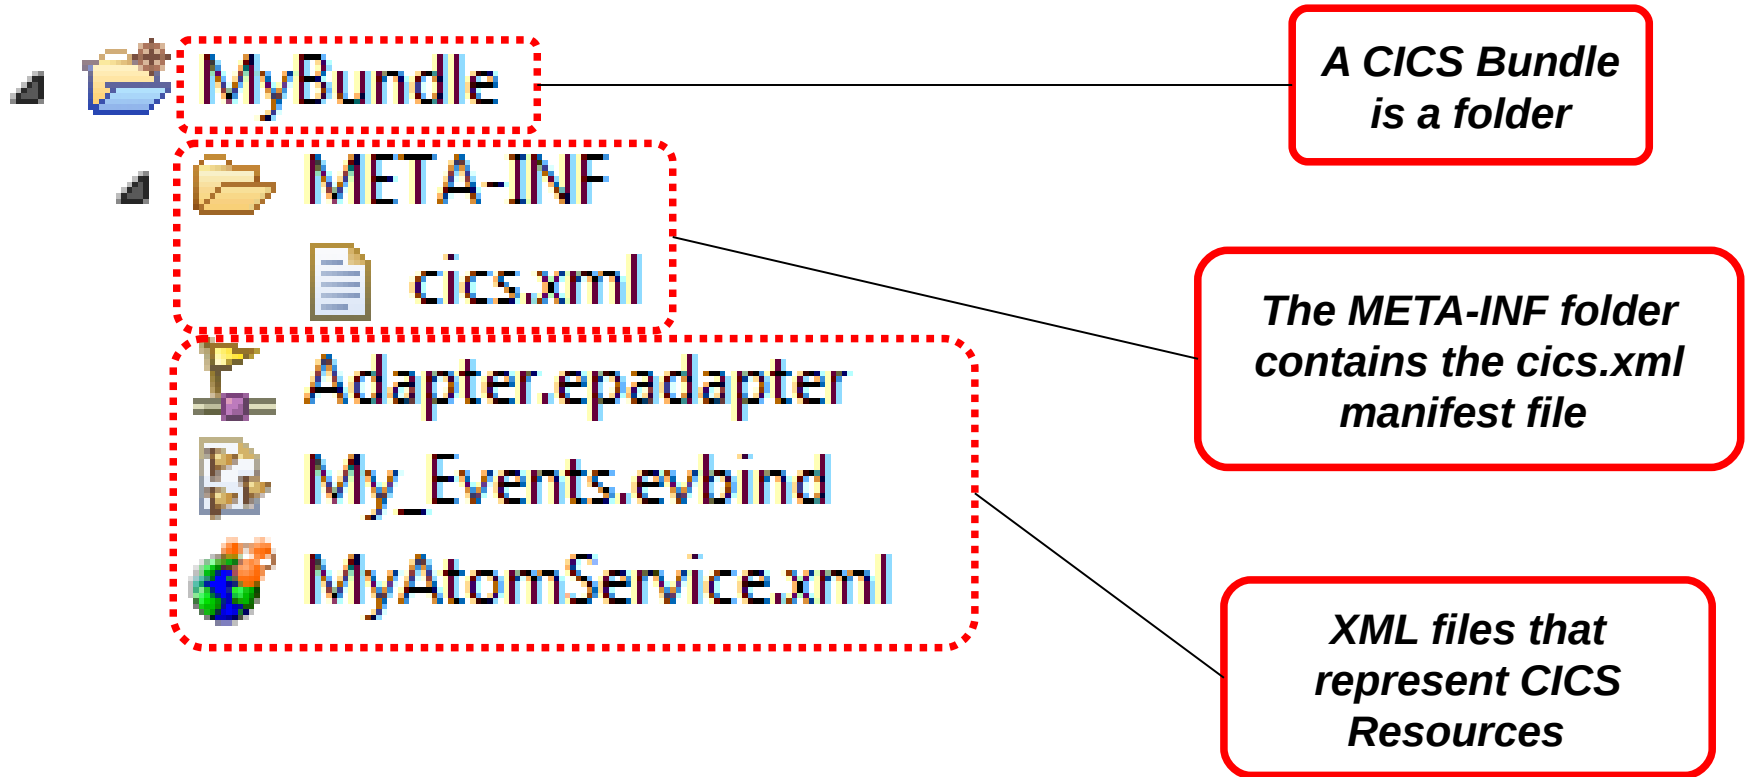 MyBundle
META-INF
cics.xml
Adapter.epadapter
My_Events.evbind
MyAtomService.xml
A CICS Bundle
is a folder
The META-INF folder
contains the cics.xml
manifest file
XML files that
represent CICS
Resources